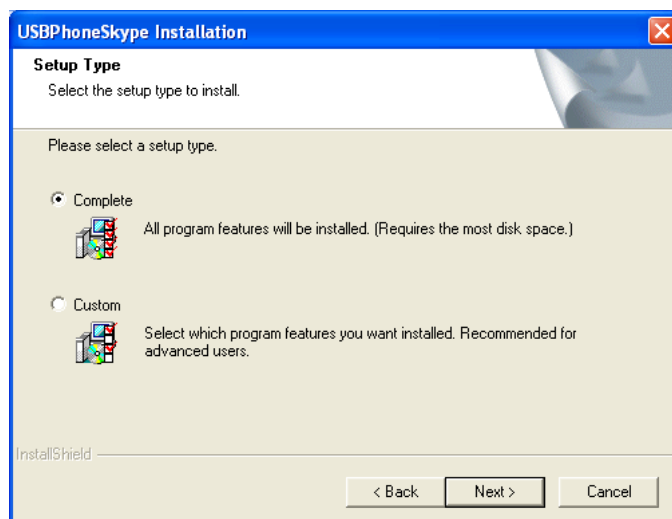 USBPhoneSkype Installation
Setup Type
Select the setup type to install.
Please select a setup type.
Complete
All program features will be installed. (Requires the most disk space.)
Custom
Select which program features you want installed. Recommended for
advanced users.
InstallShield
< Back
Next >
Cancel